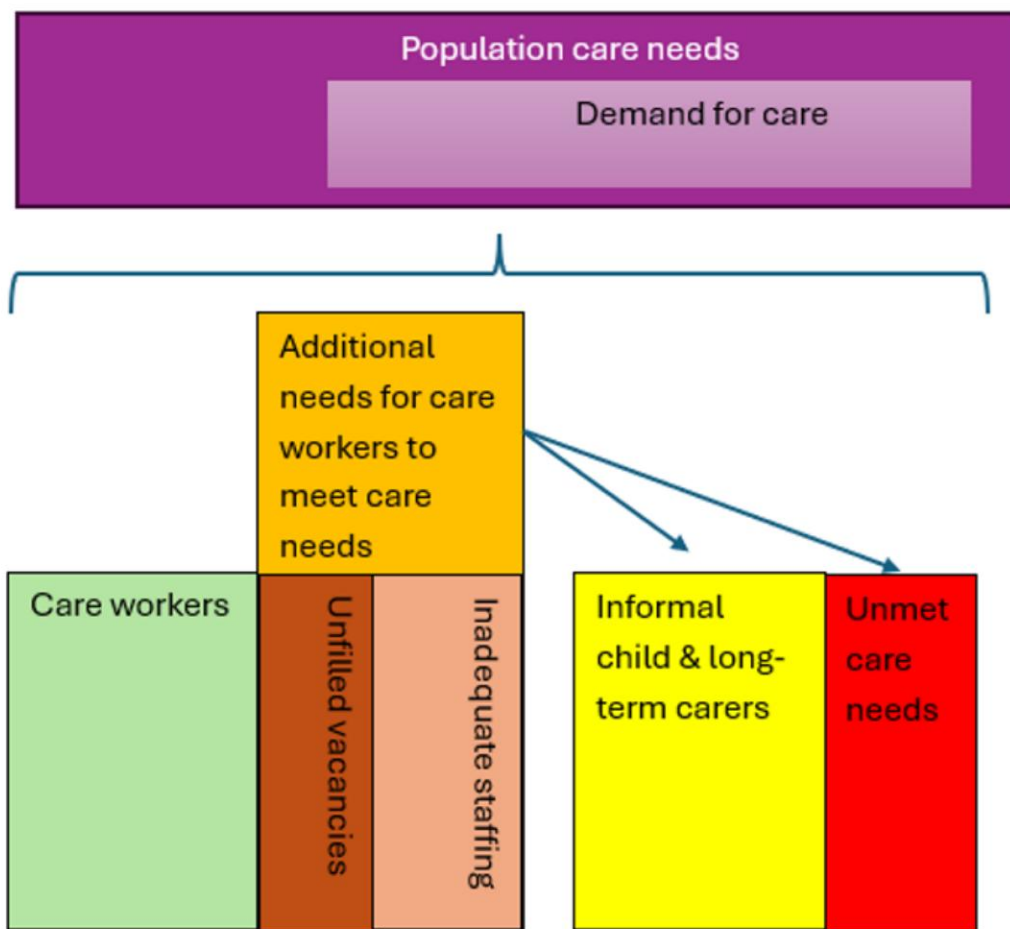 Population care needs
Demand for care
Additional
needs for care
workers to
meet care
needs
Care workers
Unfilled vacancies
Inadequate staffing
Informal
child & long-
term carers
Unmet
care
needs